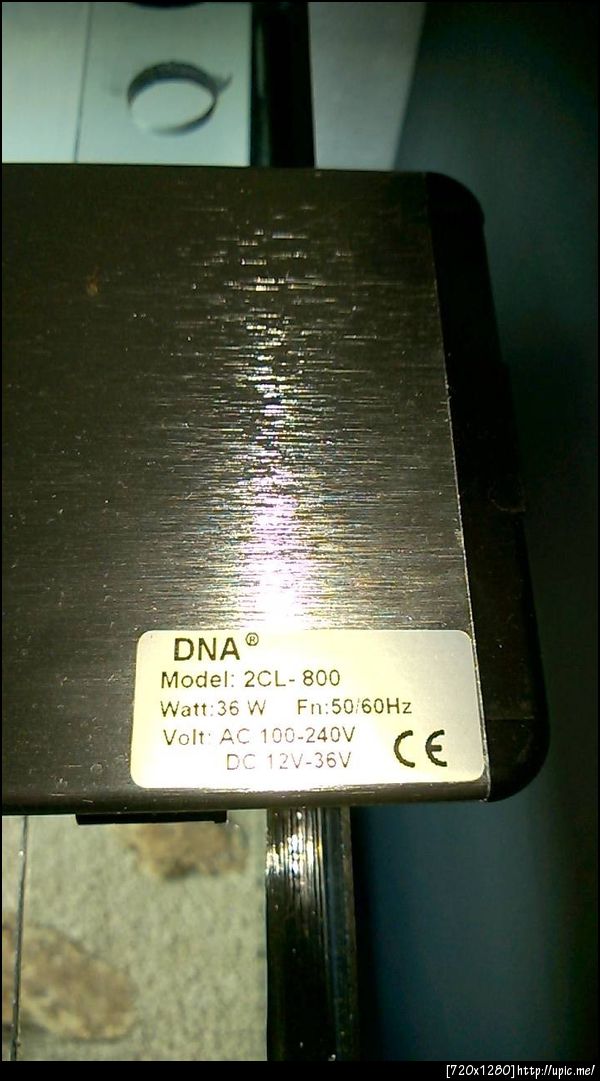 DNA®
Model: 2CL-800
Watt:36 W Fn:50/60Hz
Volt: AC 100-240V
DC 12V-36V
CE
[720x1280]http://upic.me/